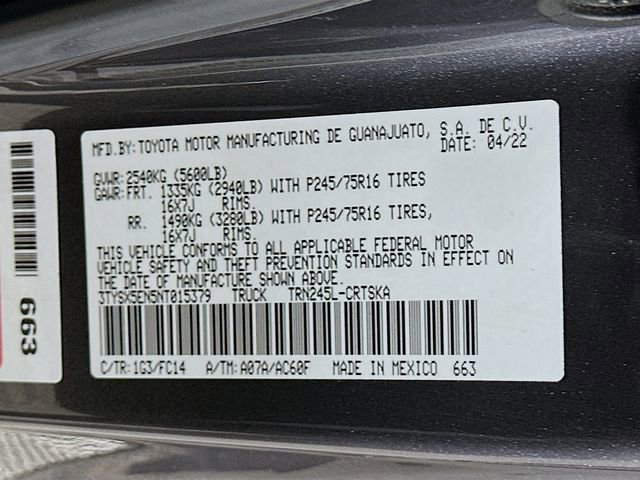 MFD.BY:TOYOTA MOTOR MANUFACTURING DE GUANAJUATO, S.A. DE C.V.
DATE: 04/22
GVWR:2540KG (5600LB)
GAWR:FRT. 1335KG (2940LB) WITH P245/75R16 TIRES
16X7J RIMS.
RR. 1490KG (3280LB) WITH P245/75R16 TIRES,
16X7J RIMS.
THIS VEHICLE CONFORMS TO ALL APPLICABLE FEDERAL MOTOR
VEHICLE SAFETY AND THEFT PREVENTION STANDARDS IN EFFECT ON
THE DATE OF MANUFACTURE SHOWN ABOVE.
3TYSX5EN5NT015379 TRUCK TRN245L-CRTSKA
C/TR:1G3/FC14 A/TM:A07A/AC60F MADE IN MEXICO 663
663